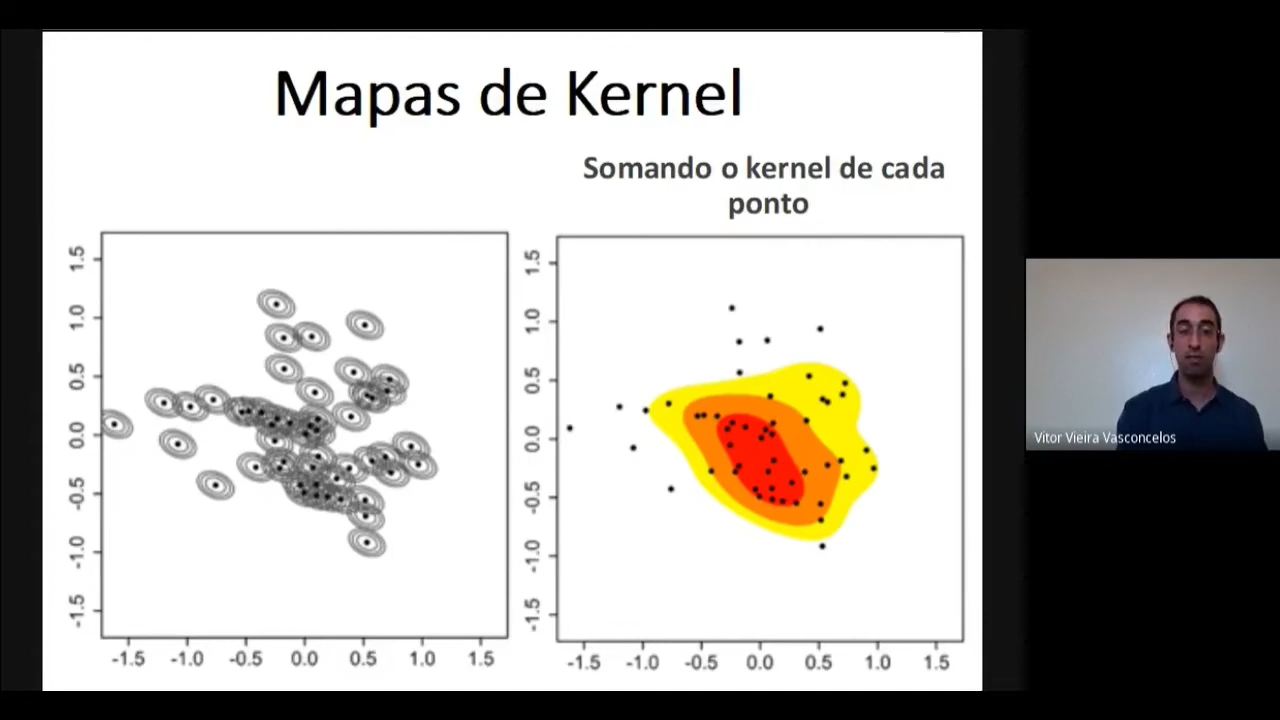 Mapas de Kernel
Somando o kernel de cada
ponto
1.5
1.0
0.5
0.0
-0.5
-1.0
-1.5
-1.5 -1.0 -0.5 0.0 0.5 1.0 1.5
1.5
1.0
0.5
0.0
-0.5
-1.0
-1.5
-1.5 -1.0 -0.5 0.0 0.5 1.0 1.5
Vitor Vieira Vasconcelos